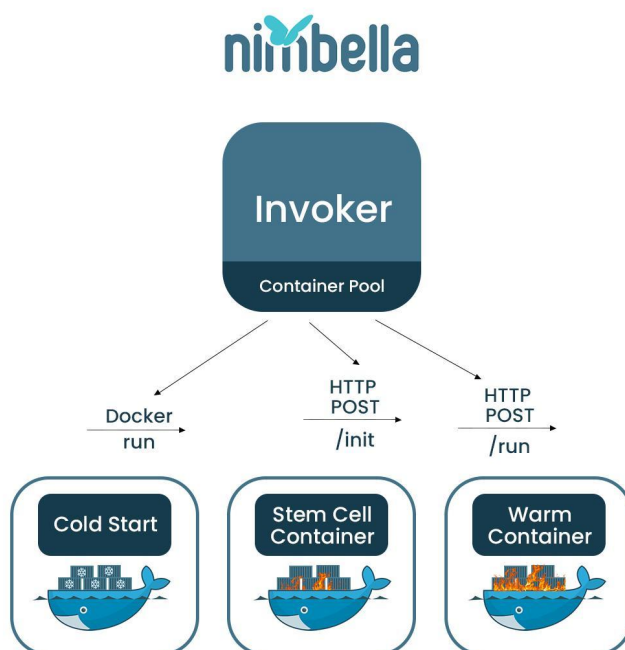 nimbella
Invoker
Container Pool
Docker
run
HTTP
POST
/init
HTTP
POST
/run
Cold Start
Stem Cell
Container
Warm
Container